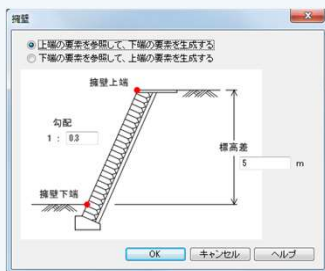 擁壁
上端の要素を参照して、下端の要素を生成する
下端の要素を参照して、上端の要素を生成する
擁壁上端
勾配
1 : 0.3
標高差
5 m
擁壁下端
OK キャンセル ヘルプ